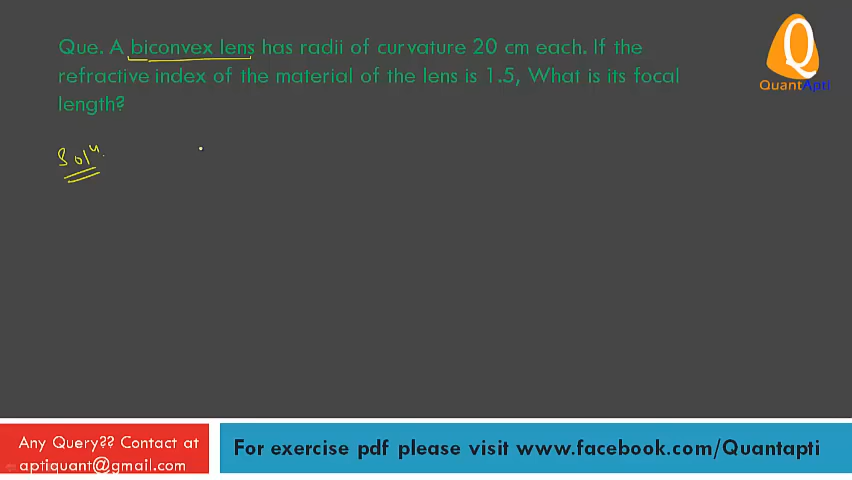 Que. A biconvex lens has radii of curvature 20 cm each. If the
refractive index of the material of the lens is 1.5, What is its focal
length?
Q
QuantApti
Solⁿ.
Any Query?? Contact at
aptiquant@gmail.com
For exercise pdf please visit www.facebook.com/Quantapti